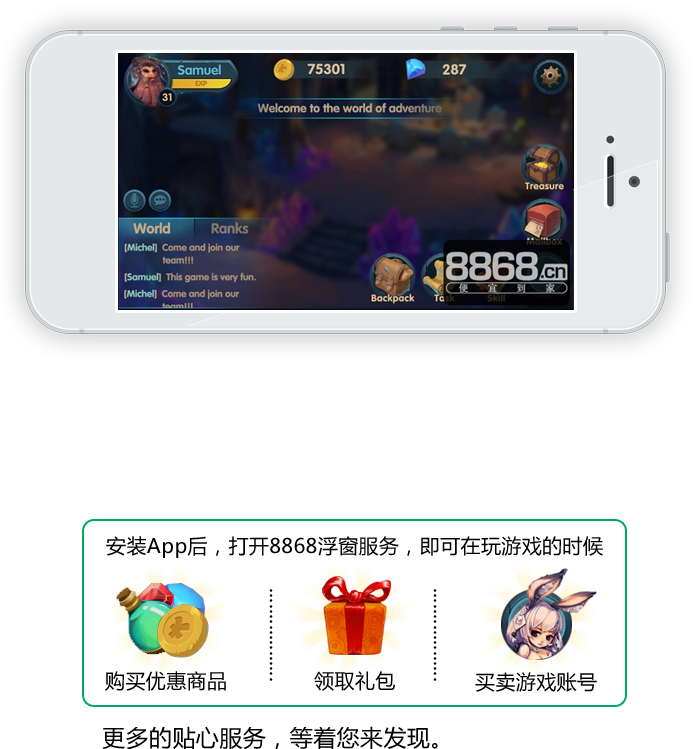 Samuel
EXP
31
75301
287
Welcome to the world of adventure
Treasure
Mailbox
World
Ranks
[Michel] Come and join our
team!!!
[Samuel] This game is very fun.
[Michel] Come and join our
team!!!
Backpack
Task
Skill
8868.cn
便宜到家
安装App后，打开8868浮窗服务，即可在玩游戏的时候
购买优惠商品
领取礼包
买卖游戏账号
更多的贴心服务，等着您来发现。